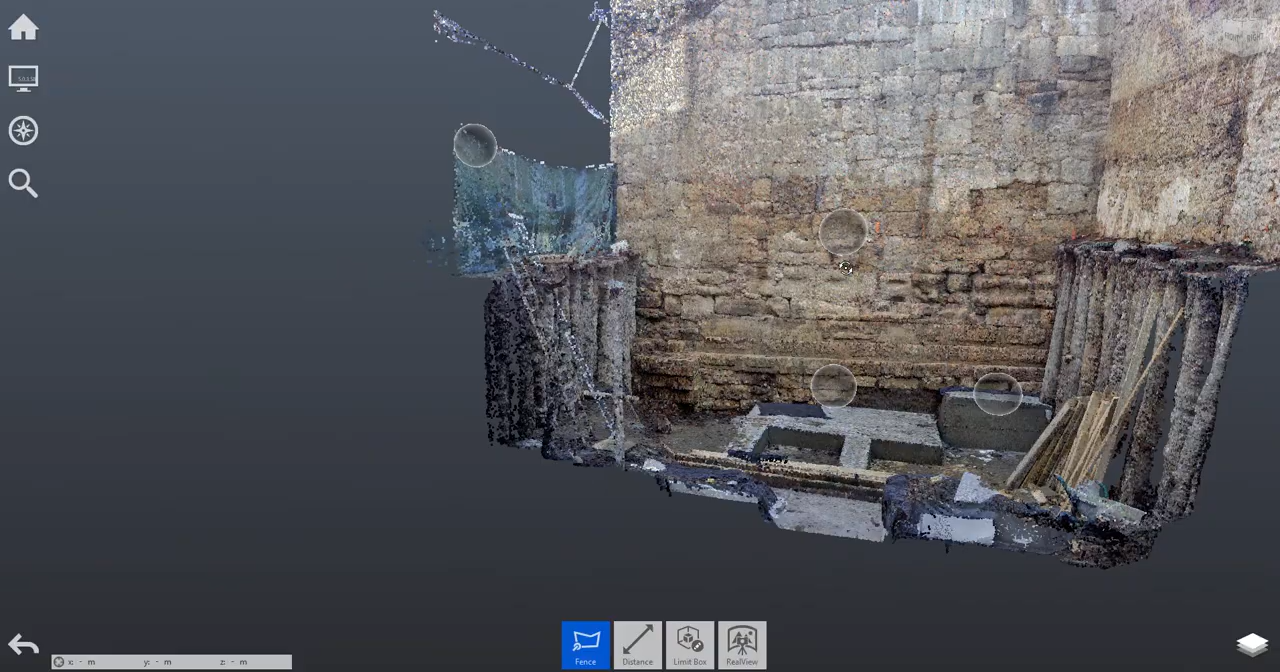 x: - m y: - m z: - m
Fence
Distance
Limit Box
RealView